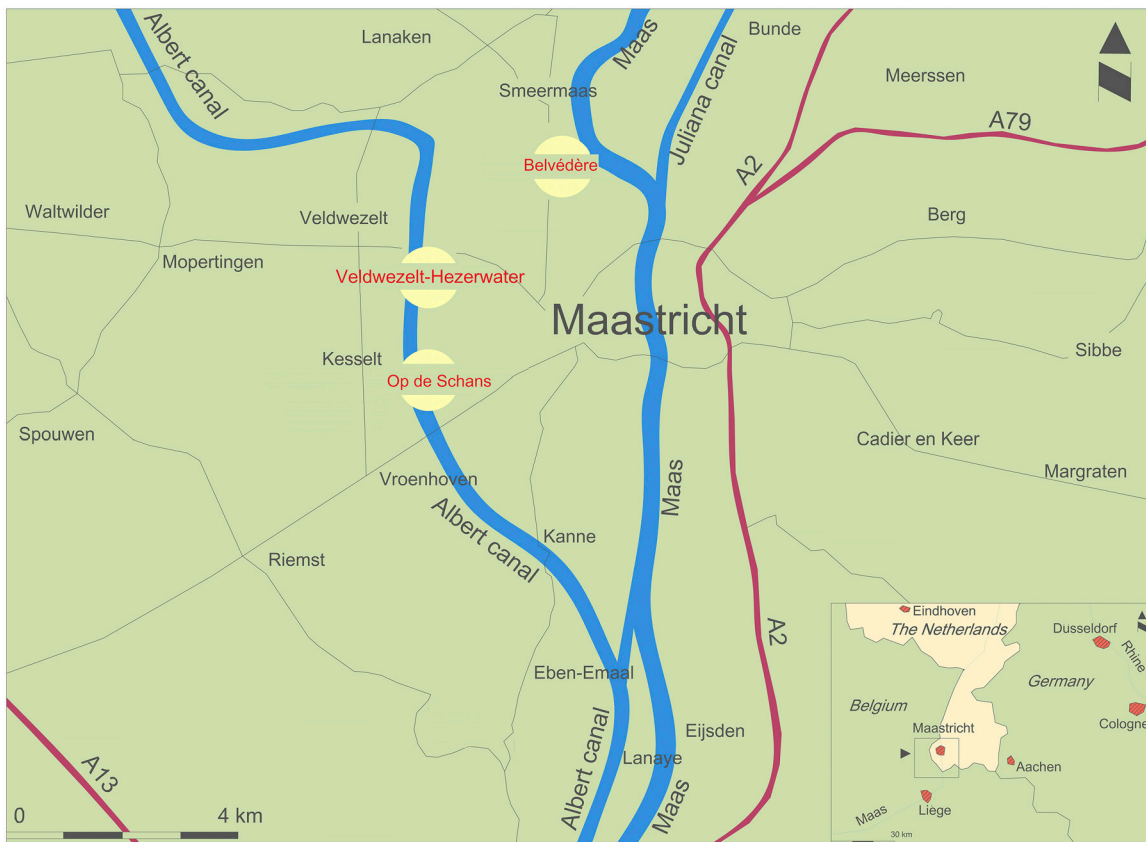 Albert canal
Lanaken
Maas
Juliana canal
Bunde
Meerssen
Smeermaas
A79
A2
Belvédère
Waltwilder
Veldwezelt
Berg
Mopertingen
Veldwezelt-Hezerwater
Maastricht
Kesselt
Sibbe
Op de Schans
Spouwen
Cadier en Keer
Margraten
Vroenhoven
Maas
Albert canal
Kanne
Riemst
A2
Eben-Emaal
Eijsden
Lanaye
Albert canal
Maas
A13
0 4 km
Eindhoven
The Netherlands
Dusseldorf
Rhine
Germany
Belgium
Cologne
Maastricht
Aachen
Liège
Maas
30 km